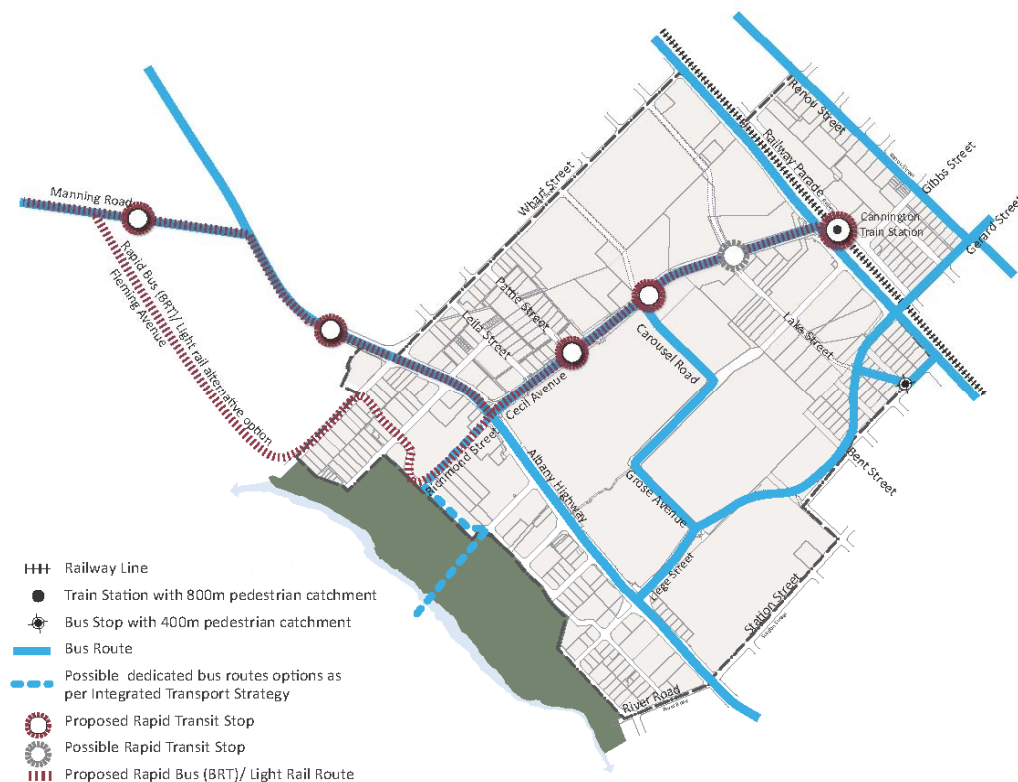 Renou Street
Railway Parade
Gibbs Street
Gerard Street
Wharf Street
Manning Road
Cannington
Train Station
Rapid Bus (BRT)/ Light rail alternative option
Fleming Avenue
Pattie Street
Leila Street
Lake Street
Carousel Road
Cecil Avenue
Richmond Street
Albany Highway
Grose Avenue
Bent Street
Liege Street
Station Street
River Road
Railway Line
Train Station with 800m pedestrian catchment
Bus Stop with 400m pedestrian catchment
Bus Route
Possible dedicated bus routes options as
per Integrated Transport Strategy
Proposed Rapid Transit Stop
Possible Rapid Transit Stop
Proposed Rapid Bus (BRT)/ Light Rail Route